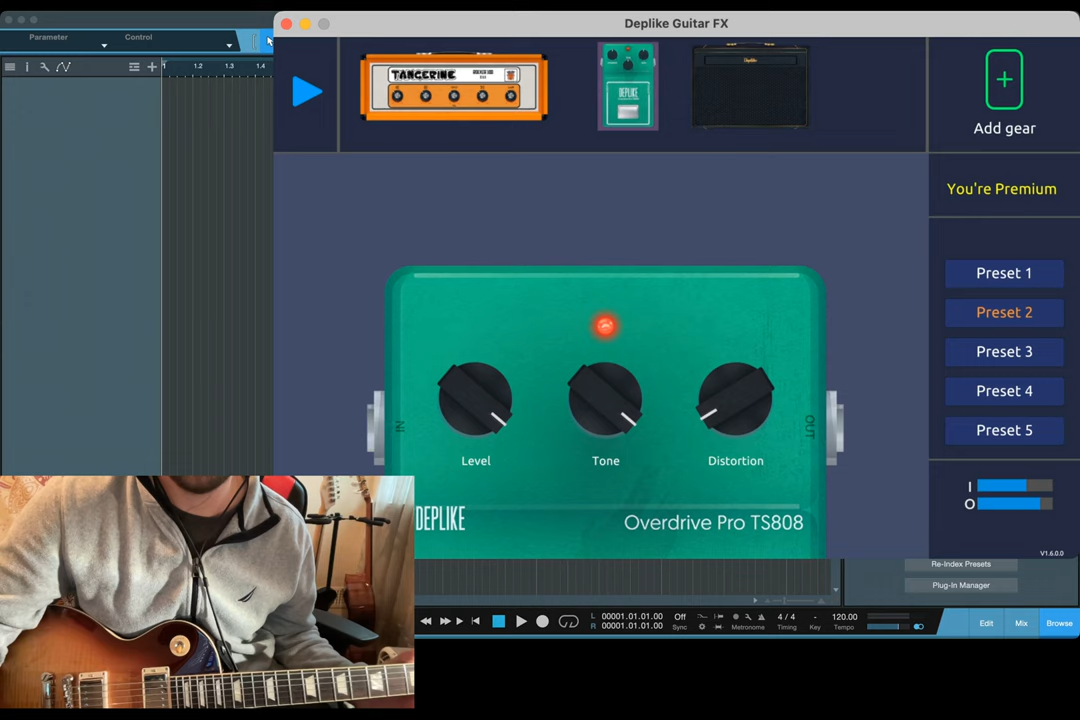 Deplike Guitar FX
Parameter
Control
1
1.2
1.3
1.4
TANGERINE
DEPLIKE
Add gear
You're Premium
Preset 1
Preset 2
Preset 3
Preset 4
Preset 5
IN
OUT
Level
Tone
Distortion
DEPLIKE
Overdrive Pro TS808
I
O
V1.6.0.0
Re-Index Presets
Plug-In Manager
L 00001.01.01.00
R 00001.01.01.00
Off
Sync
Metronome
4 / 4
Timing
-
Key
120.00
Tempo
Edit
Mix
Browse